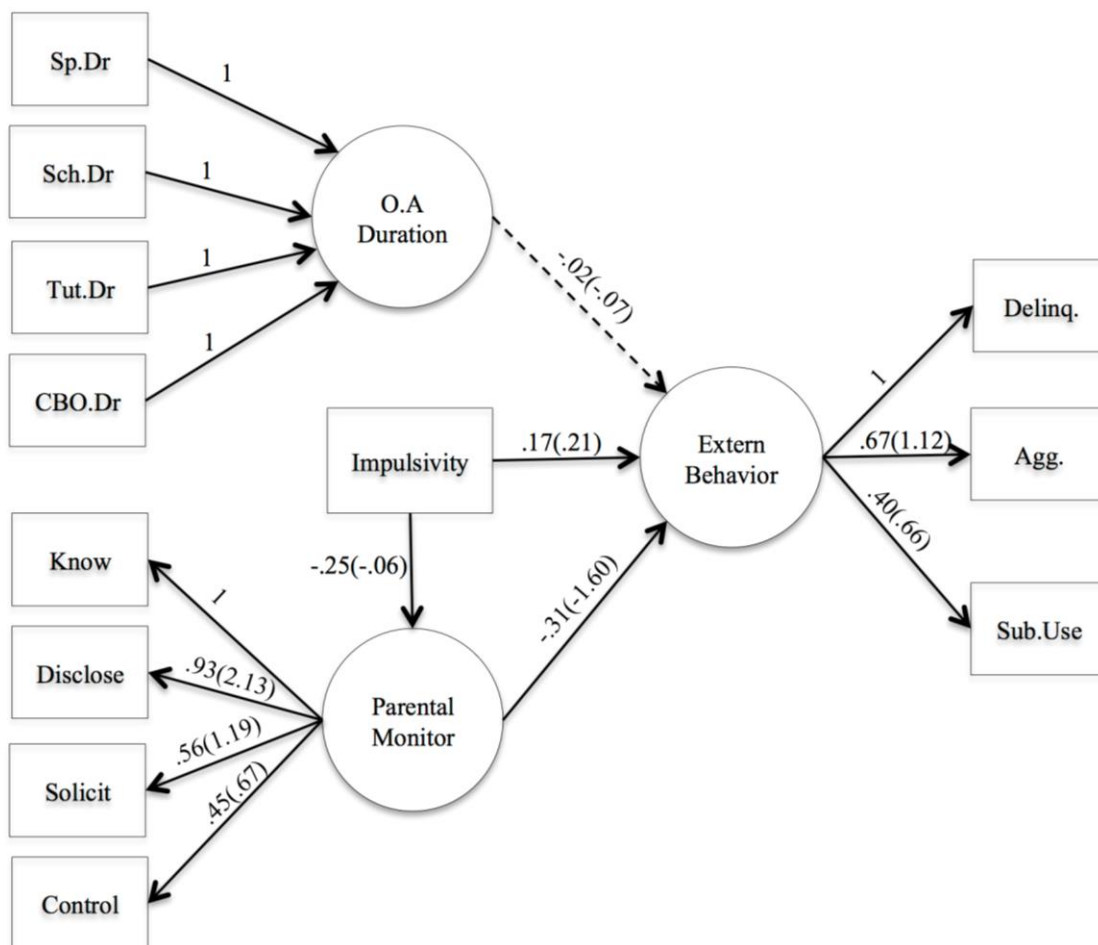 Sp.Dr
1
Sch.Dr
1
O.A
Duration
Tut.Dr
1
CBO.Dr
1
-.02(-.07)
Delinq.
1
Impulsivity
.17(.21)
Extern
Behavior
.67(1.12)
Agg.
.40(.66)
Sub.Use
-.25(-.06)
-.31(-1.60)
Know
1
Disclose
.93(2.13)
Parental
Monitor
Solicit
.56(1.19)
Control
.45(.67)